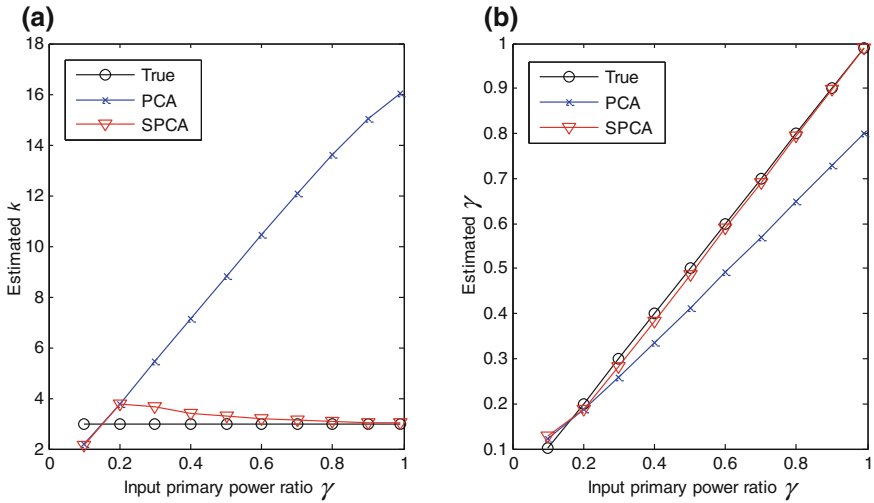 (a)
18
16
14
12
10
8
6
4
2
Estimated k
True
PCA
SPCA
0
0.2
0.4
0.6
0.8
1
Input primary power ratio γ
(b)
1
0.9
0.8
0.7
0.6
0.5
0.4
0.3
0.2
0.1
Estimated γ
True
PCA
SPCA
0
0.2
0.4
0.6
0.8
1
Input primary power ratio γ